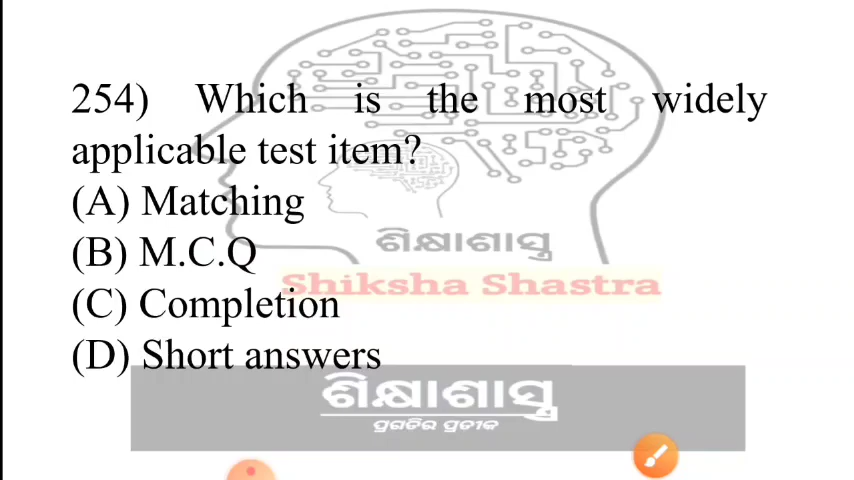 254) Which is the most widely
applicable test item?
(A) Matching
(B) M.C.Q
ଶିକ୍ଷାଶାସ୍ତ୍ର
Shiksha Shastra
(C) Completion
(D) Short answers
ଶିକ୍ଷାଶାସ୍ତ୍ର
ପ୍ରଗତିର ପ୍ରତୀକ